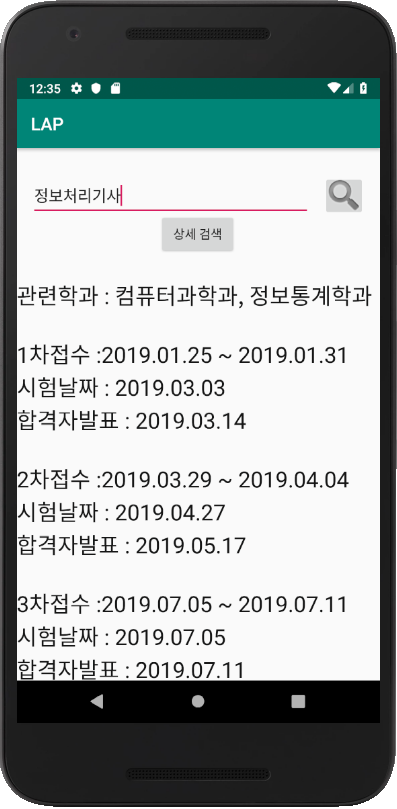 12:35
LAP
정보처리기사
상세 검색
관련학과 : 컴퓨터과학과, 정보통계학과
1차접수 :2019.01.25 ~ 2019.01.31
시험날짜 : 2019.03.03
합격자발표 : 2019.03.14
2차접수 :2019.03.29 ~ 2019.04.04
시험날짜 : 2019.04.27
합격자발표 : 2019.05.17
3차접수 :2019.07.05 ~ 2019.07.11
시험날짜 : 2019.07.05
합격자발표 : 2019.07.11